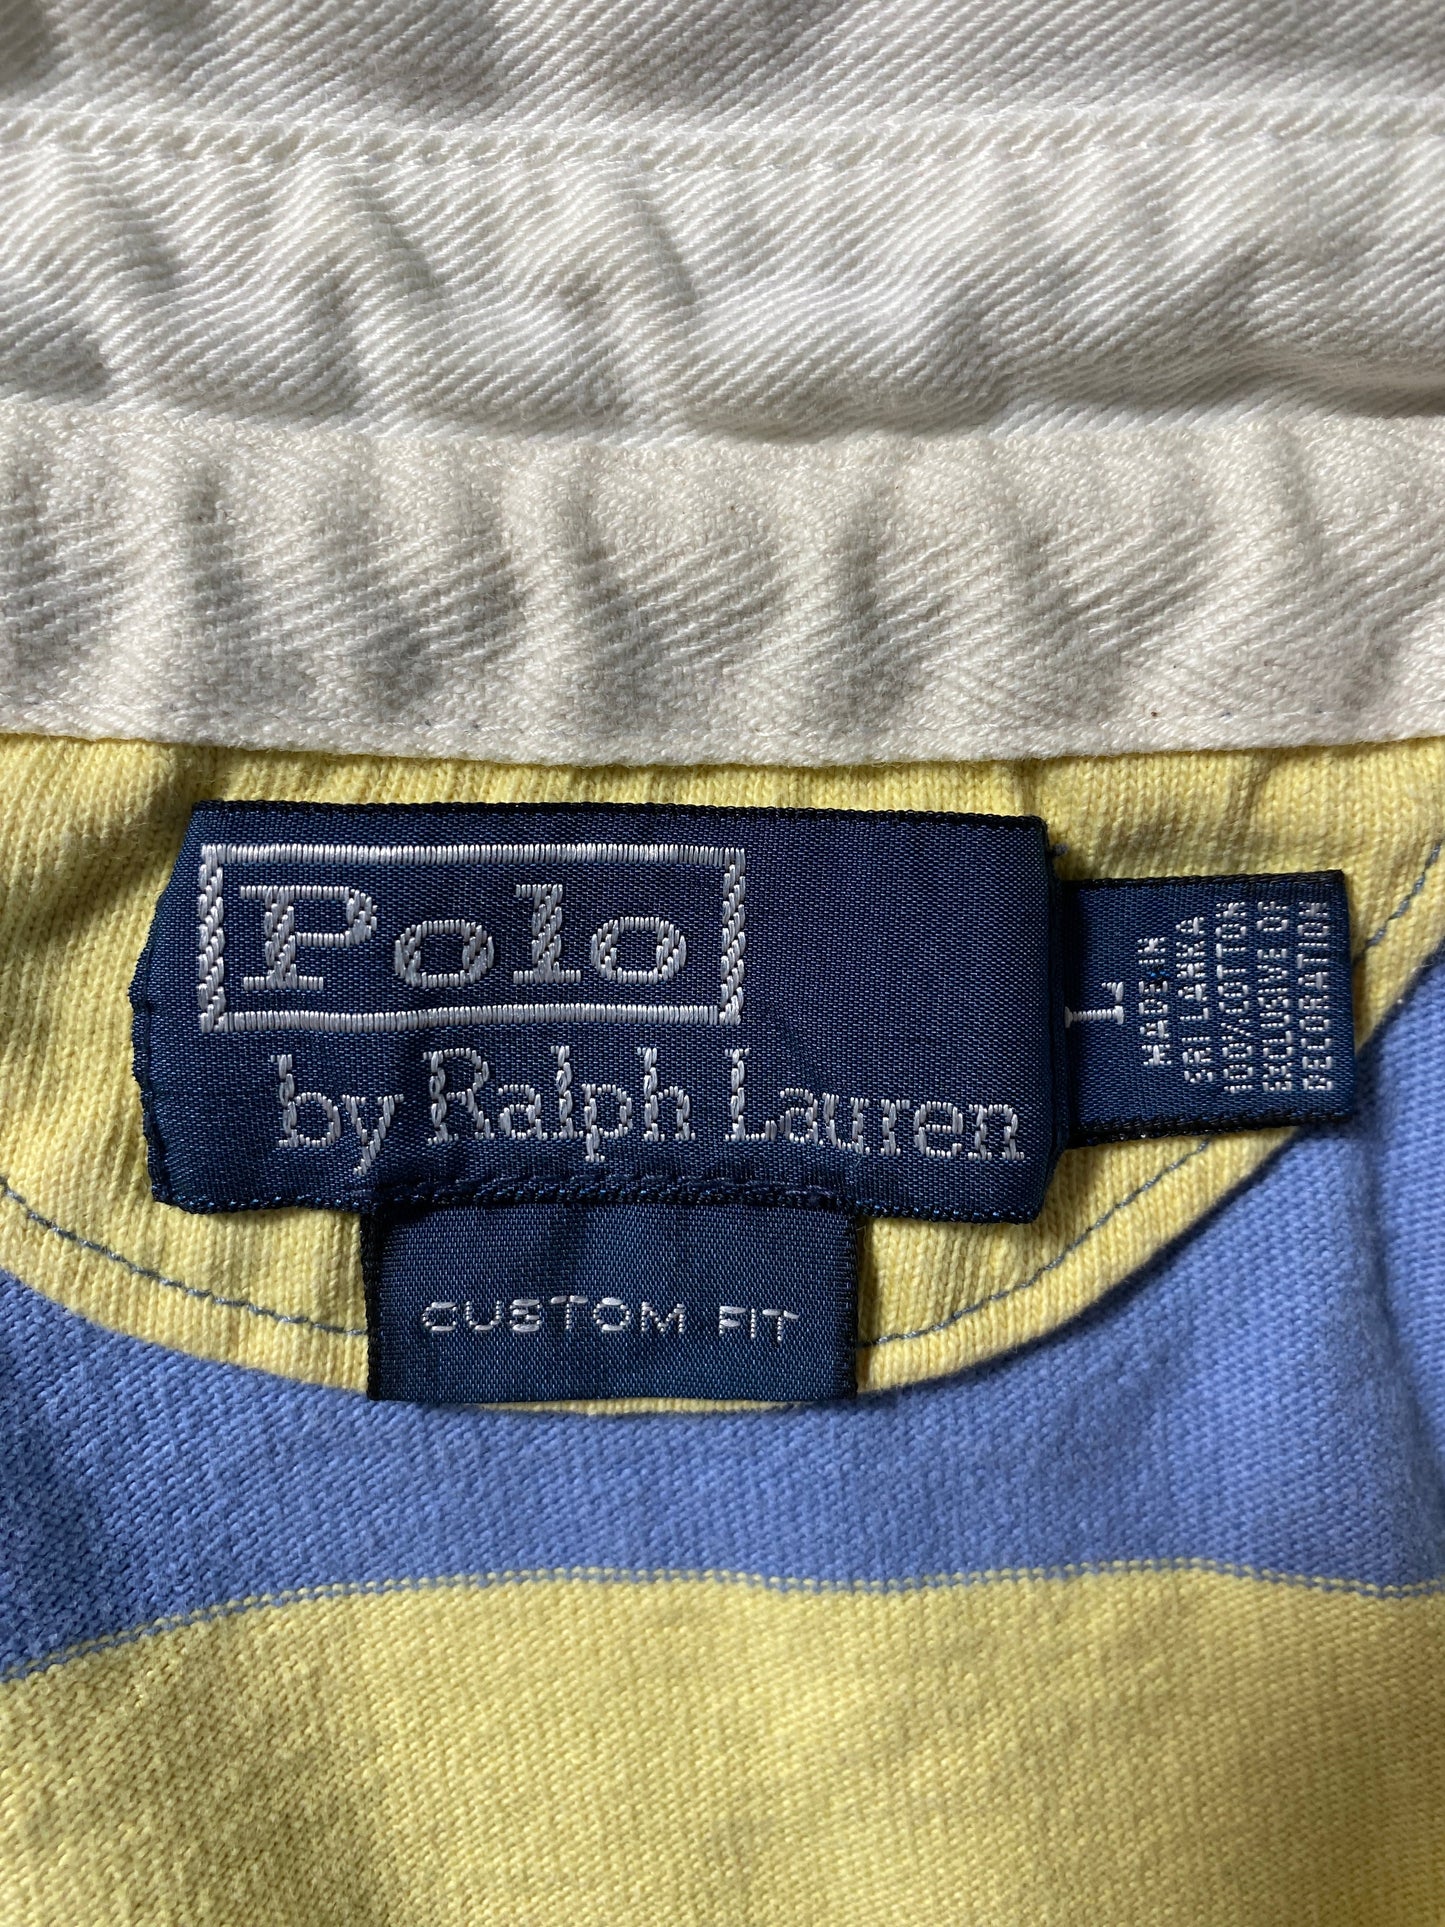 Polo
by Ralph Lauren
CUSTOM FIT
L
MADE IN
SRI LANKA
100% COTTON
EXCLUSIVE OF
DECORATION